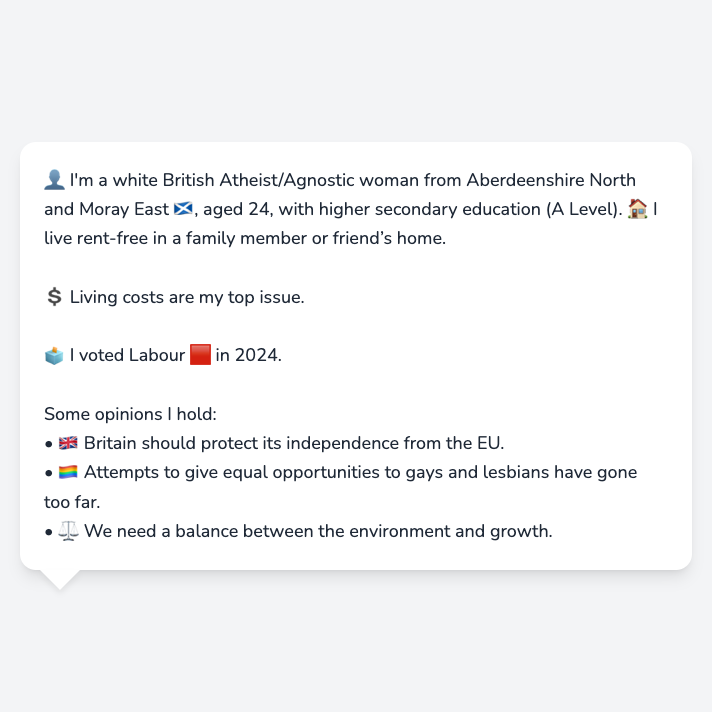 👤 I'm a white British Atheist/Agnostic woman from Aberdeenshire North
and Moray East 🏴󠁧󠁢󠁳󠁣󠁴󠁿, aged 24, with higher secondary education (A Level). 🏠 I
live rent-free in a family member or friend’s home.
💲 Living costs are my top issue.
🗳️ I voted Labour 🟥 in 2024.
Some opinions I hold:
• 🇬🇧 Britain should protect its independence from the EU.
• 🏳️‍🌈 Attempts to give equal opportunities to gays and lesbians have gone
too far.
• ⚖️ We need a balance between the environment and growth.